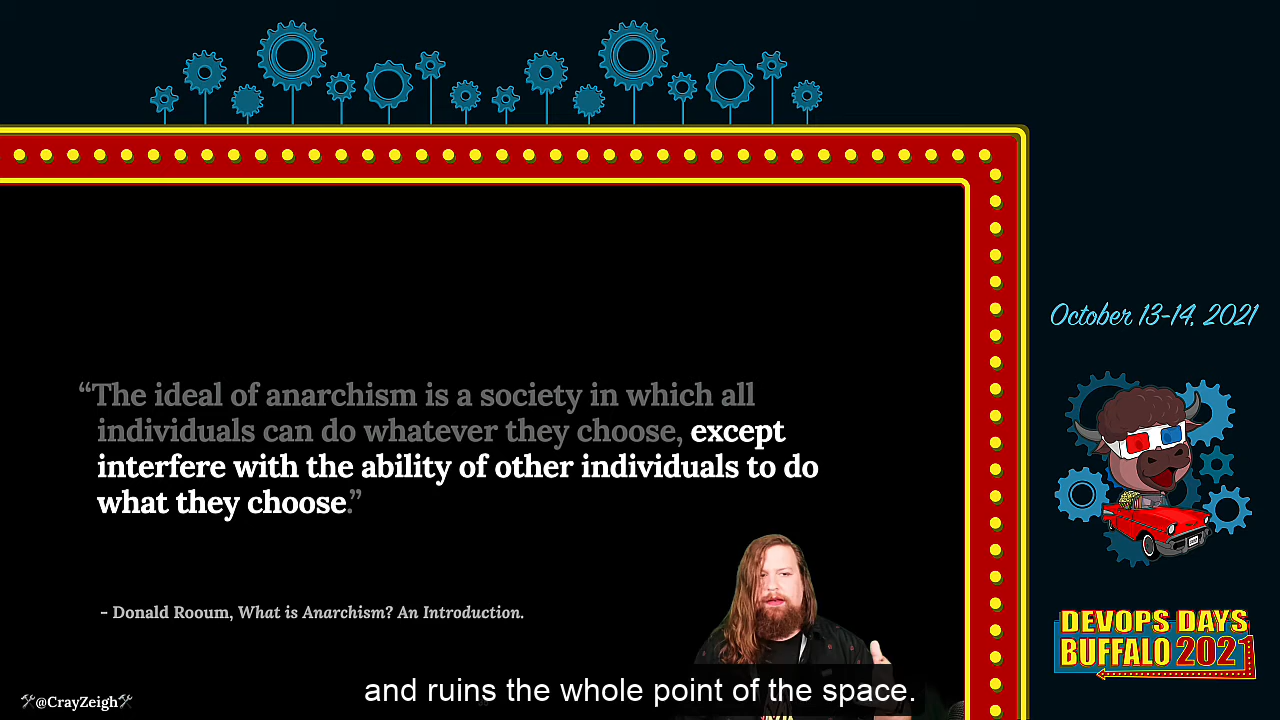 “The ideal of anarchism is a society in which all
individuals can do whatever they choose, except
interfere with the ability of other individuals to do
what they choose.”
- Donald Rooum, What is Anarchism? An Introduction.
@CrayZeigh
and ruins the whole point of the space.
October 13-14, 2021
DEVOPS DAYS
BUFFALO 2021